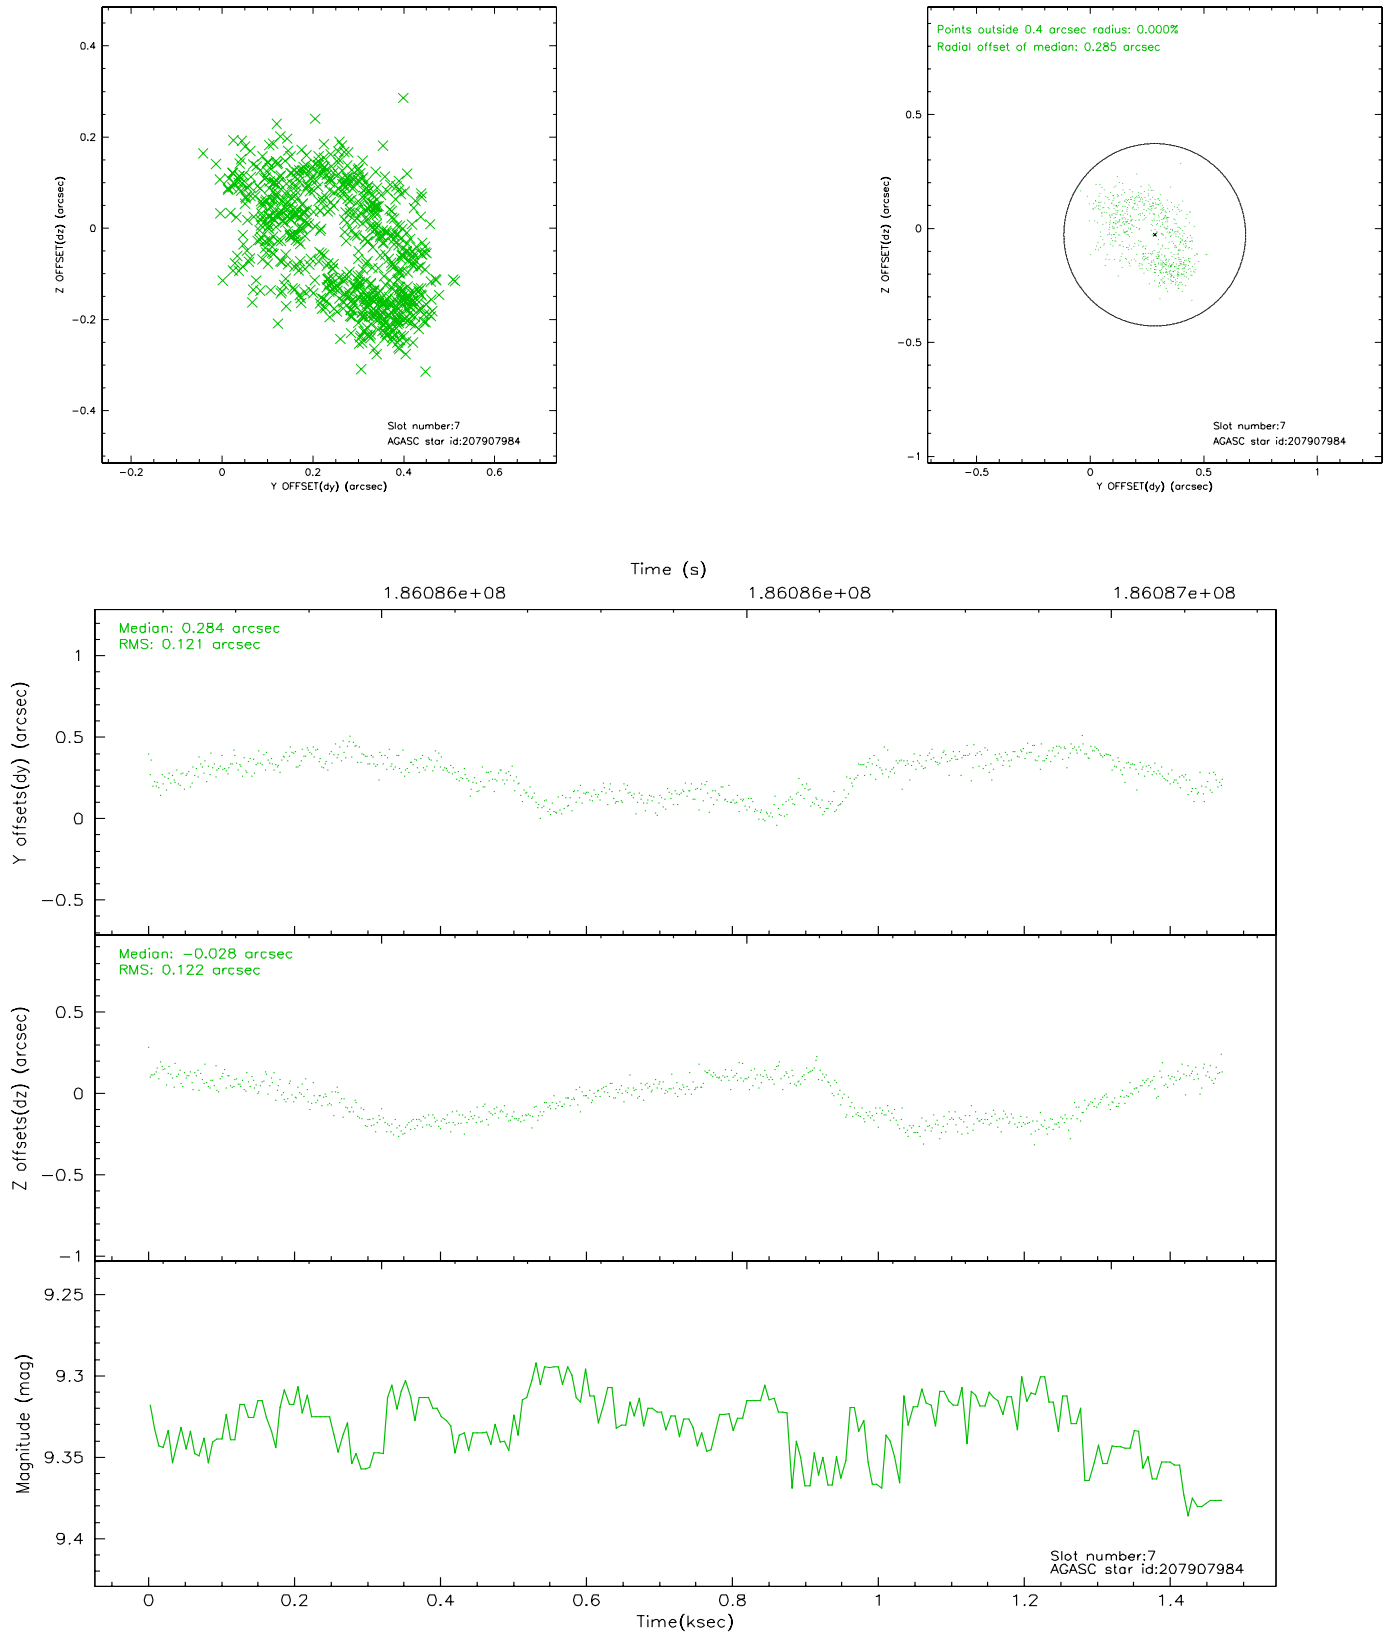 0.4
0.2
0
−0.2
−0.4
Z OFFSET(dz) (arcsec)
Slot number:7
AGASC star id:207907984
−0.2
0
0.2
0.4
0.6
Y OFFSET(dy) (arcsec)
Points outside 0.4 arcsec radius: 0.000%
Radial offset of median: 0.285 arcsec
0.5
0
−0.5
−1
Z OFFSET(dz) (arcsec)
Slot number:7
AGASC star id:207907984
−0.5
0
0.5
1
Y OFFSET(dy) (arcsec)
Time (s)
1.86086e+08
1.86086e+08
1.86087e+08
Median: 0.284 arcsec
RMS: 0.121 arcsec
1
0.5
0
−0.5
Y offsets(dy) (arcsec)
Median: −0.028 arcsec
RMS: 0.122 arcsec
0.5
0
−0.5
−1
Z offsets(dz) (arcsec)
9.25
9.3
9.35
9.4
Magnitude (mag)
Slot number:7
AGASC star id:207907984
0
0.2
0.4
0.6
0.8
1
1.2
1.4
Time(ksec)